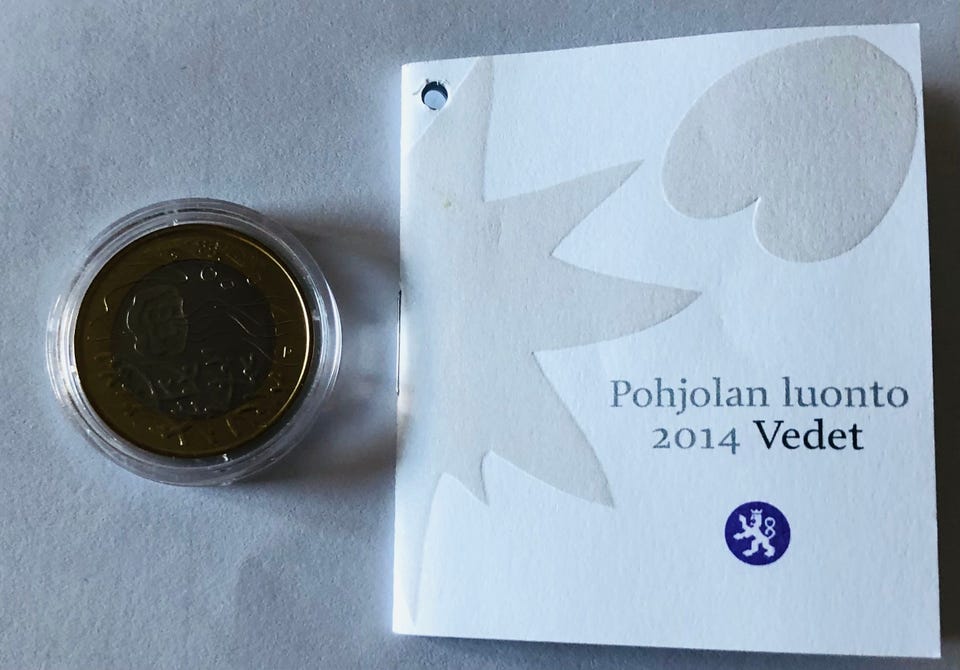 Pohjolan luonto
2014 Vedet